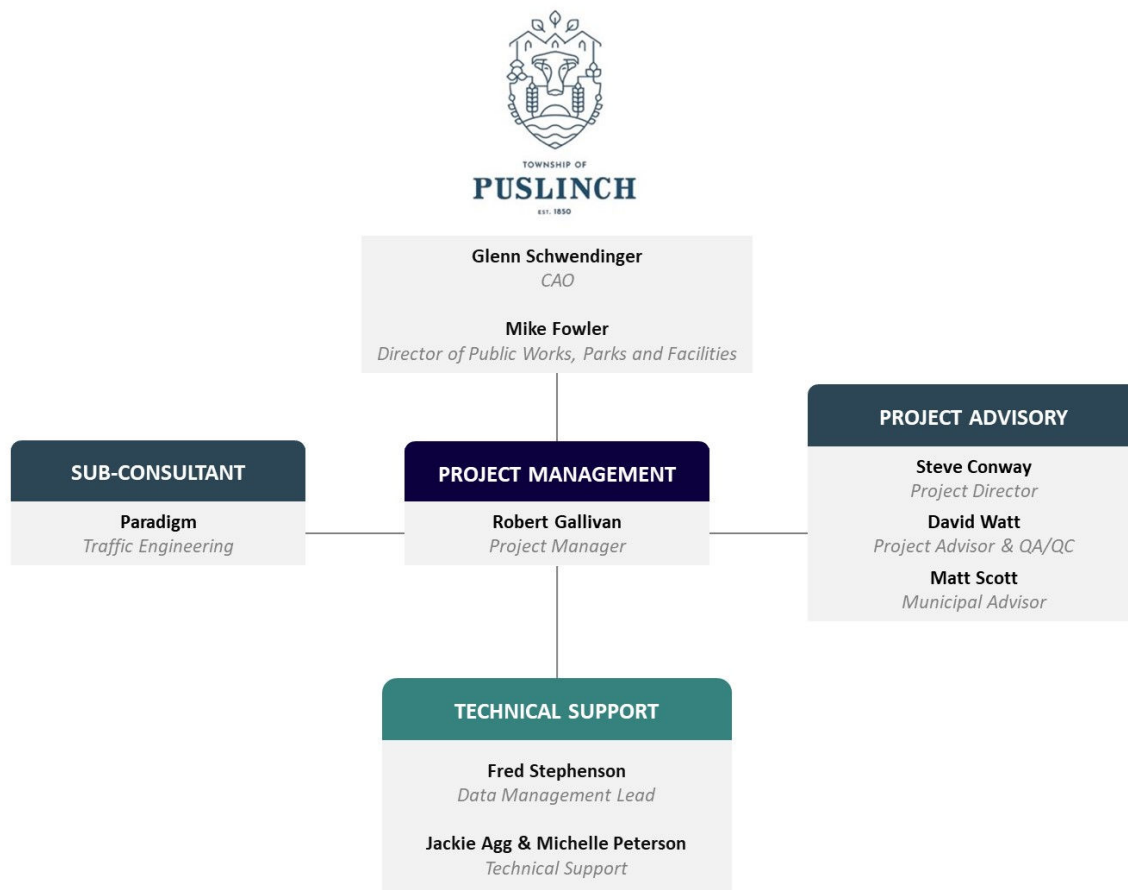 TOWNSHIP OF
PUSLINCH
EST. 1850
Glenn Schwendinger
CAO
Mike Fowler
Director of Public Works, Parks and Facilities
SUB-CONSULTANT
Paradigm
Traffic Engineering
PROJECT MANAGEMENT
Robert Gallivan
Project Manager
PROJECT ADVISORY
Steve Conway
Project Director
David Watt
Project Advisor & QA/QC
Matt Scott
Municipal Advisor
TECHNICAL SUPPORT
Fred Stephenson
Data Management Lead
Jackie Agg & Michelle Peterson
Technical Support